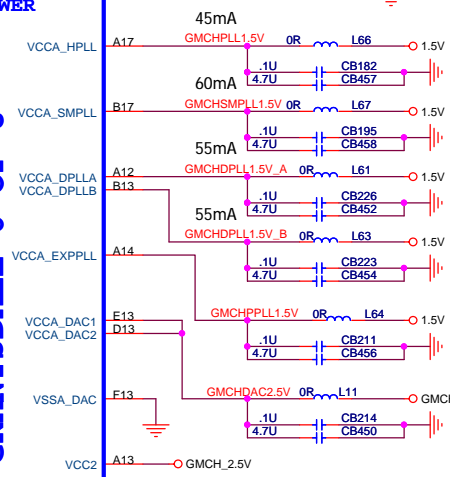 OWER
45mA
VCCA_HPLL A17 GMCHPLL1.5V 0R L66 1.5V
.1U CB182
4.7U CB457
60mA
VCCA_SMPLL B17 GMCHSMPLL1.5V 0R L67 1.5V
.1U CB195
4.7U CB458
55mA
VCCA_DPLLA A12 GMCHDPLL1.5V_A 0R L61 1.5V
VCCA_DPLLB B13
.1U CB226
4.7U CB452
55mA
GMCHDPLL1.5V_B 0R L63 1.5V
VCCA_EXPPLL A14
.1U CB223
4.7U CB454
GMCHPPLL1.5V 0R L64 1.5V
VCCA_DAC1 E13
VCCA_DAC2 D13
.1U CB211
4.7U CB456
VSSA_DAC F13 GMCHDAC2.5V 0R L11 GMCH
.1U CB214
4.7U CB450
VCC2 A13 GMCH_2.5V